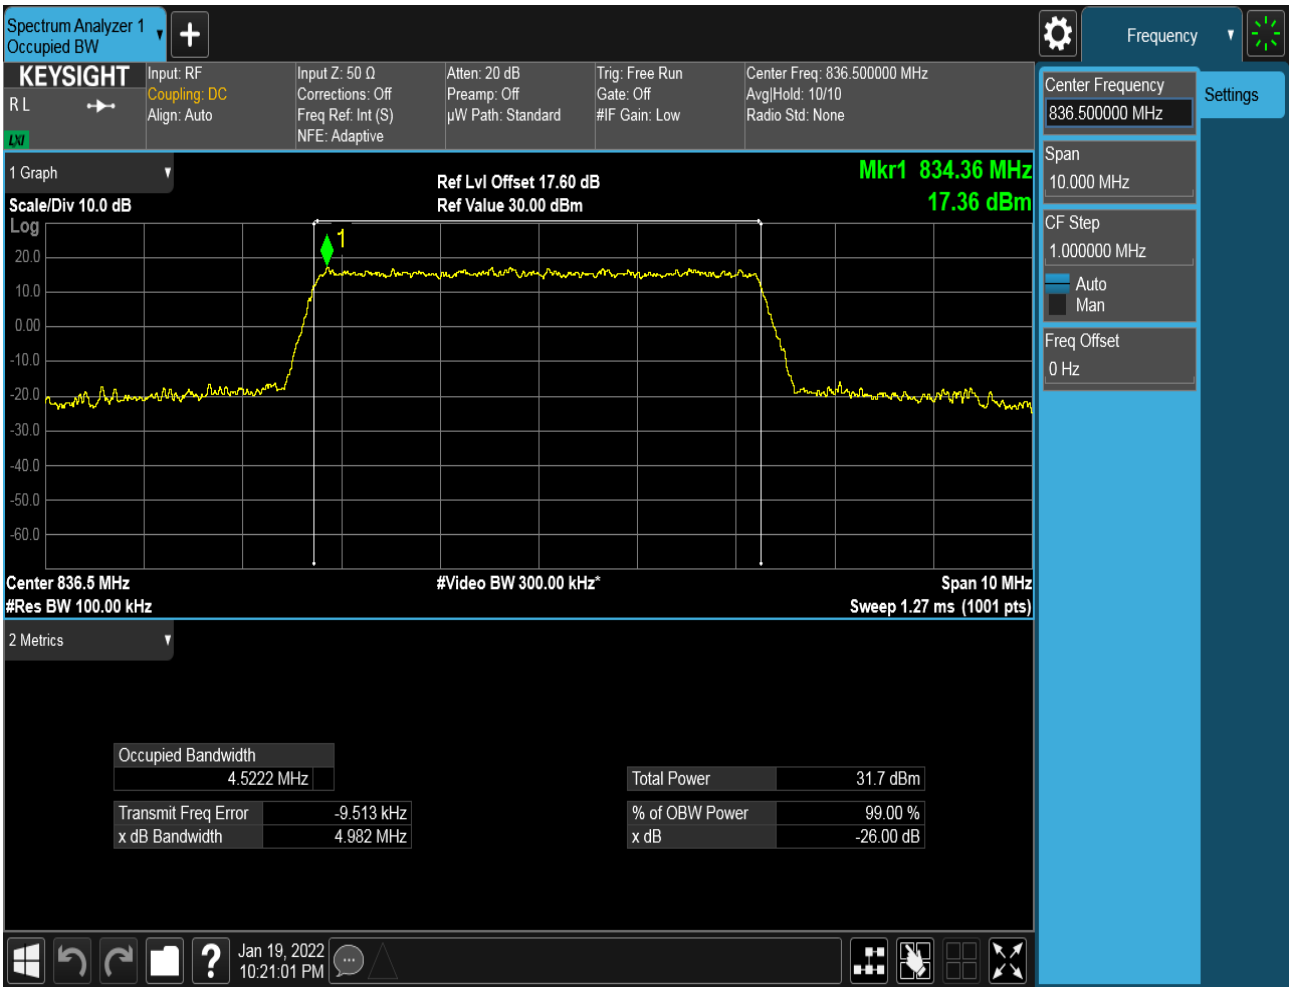 Spectrum Analyzer 1
Occupied BW
Frequency
KEYSIGHT
R L
LXI
Input: RF
Coupling: DC
Align: Auto
Input Z: 50 Ω
Corrections: Off
Freq Ref: Int (S)
NFE: Adaptive
Atten: 20 dB
Preamp: Off
µW Path: Standard
Trig: Free Run
Gate: Off
#IF Gain: Low
Center Freq: 836.500000 MHz
Avg|Hold: 10/10
Radio Std: None
Center Frequency
836.500000 MHz
Settings
Span
10.000 MHz
CF Step
1.000000 MHz
Auto
Man
Freq Offset
0 Hz
1 Graph
Scale/Div 10.0 dB
Ref Lvl Offset 17.60 dB
Ref Value 30.00 dBm
Mkr1 834.36 MHz
17.36 dBm
Log
1
20.0
10.0
0.00
-10.0
-20.0
-30.0
-40.0
-50.0
-60.0
Center 836.5 MHz
#Video BW 300.00 kHz*
Span 10 MHz
#Res BW 100.00 kHz
Sweep 1.27 ms (1001 pts)
2 Metrics
Occupied Bandwidth
4.5222 MHz
Transmit Freq Error -9.513 kHz
x dB Bandwidth 4.982 MHz
Total Power 31.7 dBm
% of OBW Power 99.00 %
x dB -26.00 dB
?
Jan 19, 2022
10:21:01 PM